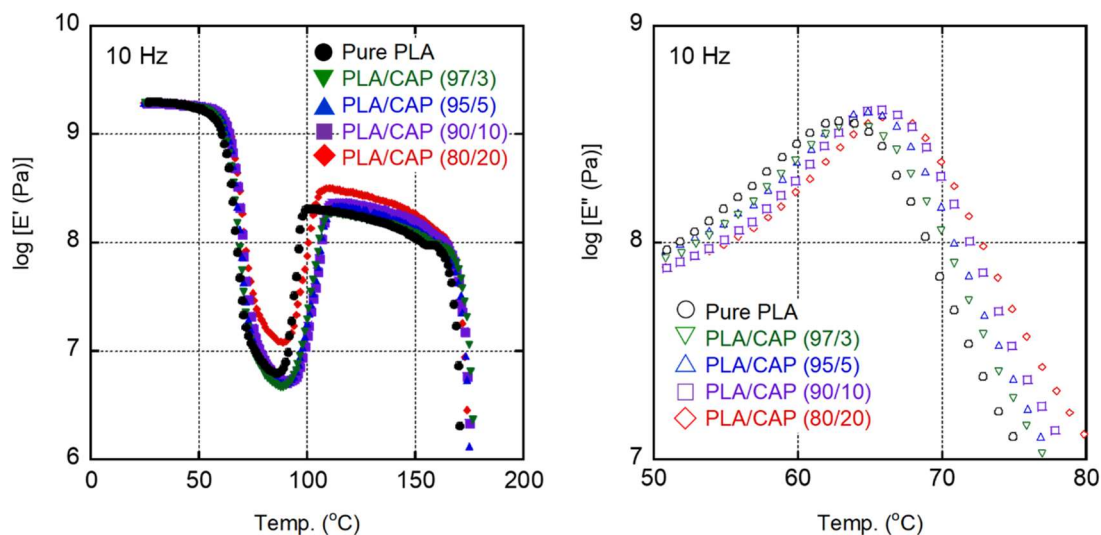 10 Hz
Pure PLA
PLA/CAP (97/3)
PLA/CAP (95/5)
PLA/CAP (90/10)
PLA/CAP (80/20)
10
9
8
7
6
0
50
100
150
200
log [E' (Pa)]
Temp. (°C)
10 Hz
Pure PLA
PLA/CAP (97/3)
PLA/CAP (95/5)
PLA/CAP (90/10)
PLA/CAP (80/20)
9
8
7
50
60
70
80
log [E" (Pa)]
Temp. (°C)